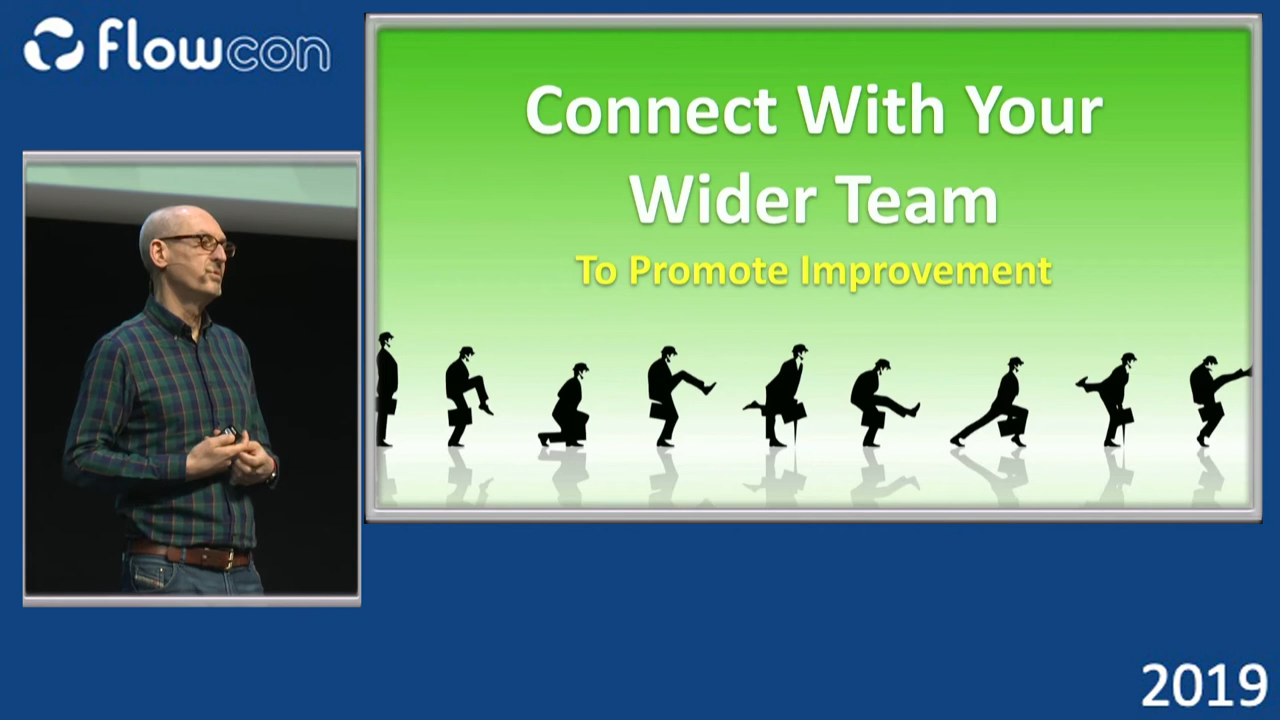 flowcon
Connect With Your
Wider Team
To Promote Improvement
2019